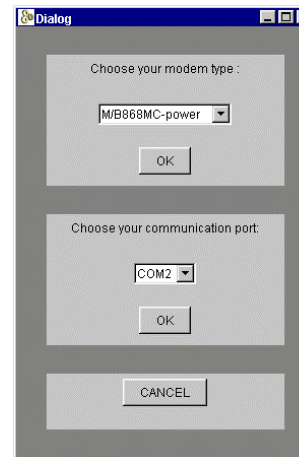 Dialog
Choose your modem type :
M/B868MC-power
OK
Choose your communication port:
COM2
OK
CANCEL